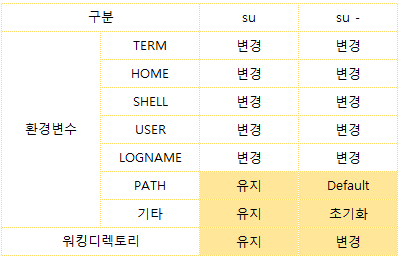 구분 su su -
TERM 변경 변경
HOME 변경 변경
SHELL 변경 변경
환경변수 USER 변경 변경
LOGNAME 변경 변경
PATH 유지 Default
기타 유지 초기화
워킹디렉토리 유지 변경